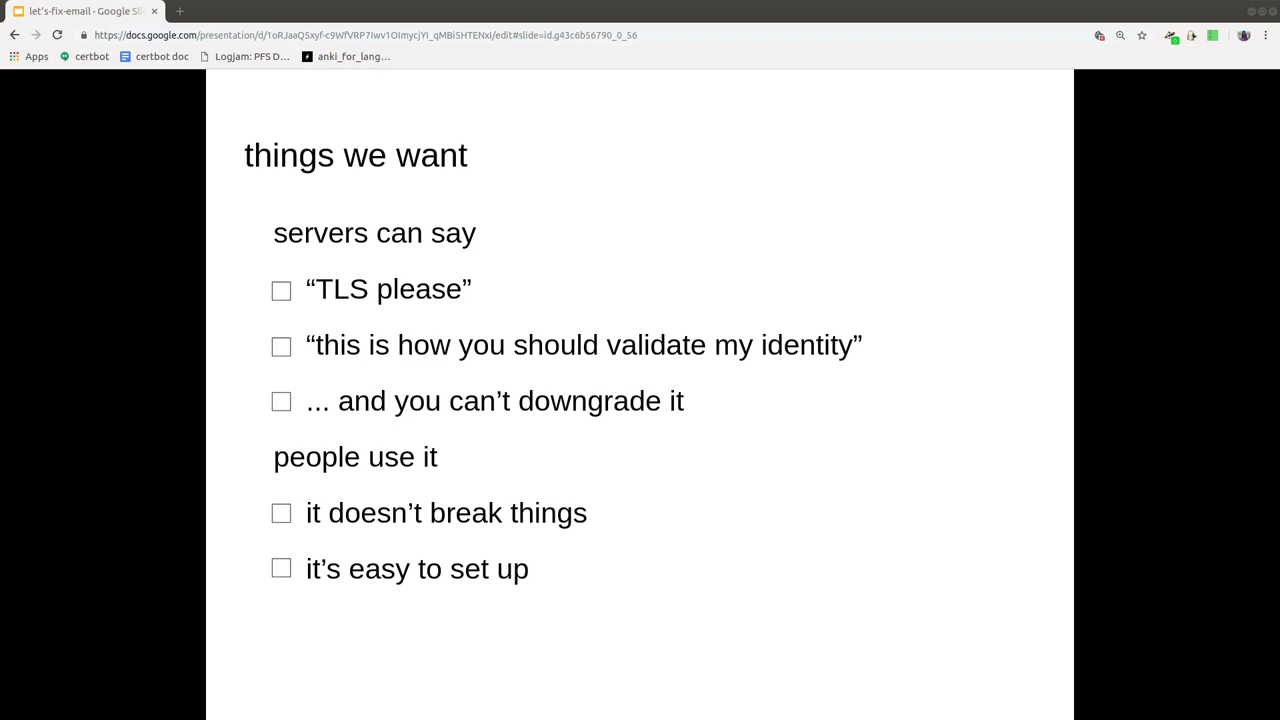 let's-fix-email - Google Sli
https://docs.google.com/presentation/d/1oRJaaQSxyf-c9WfVRP7Iwv1OImycjYI_qMBi5HTENxI/edit#slide=id.g43c6b56790_0_56
Apps certbot certbot doc Logjam: PFS D... anki_for_lang...
things we want
servers can say
“TLS please”
“this is how you should validate my identity”
... and you can’t downgrade it
people use it
it doesn’t break things
it’s easy to set up